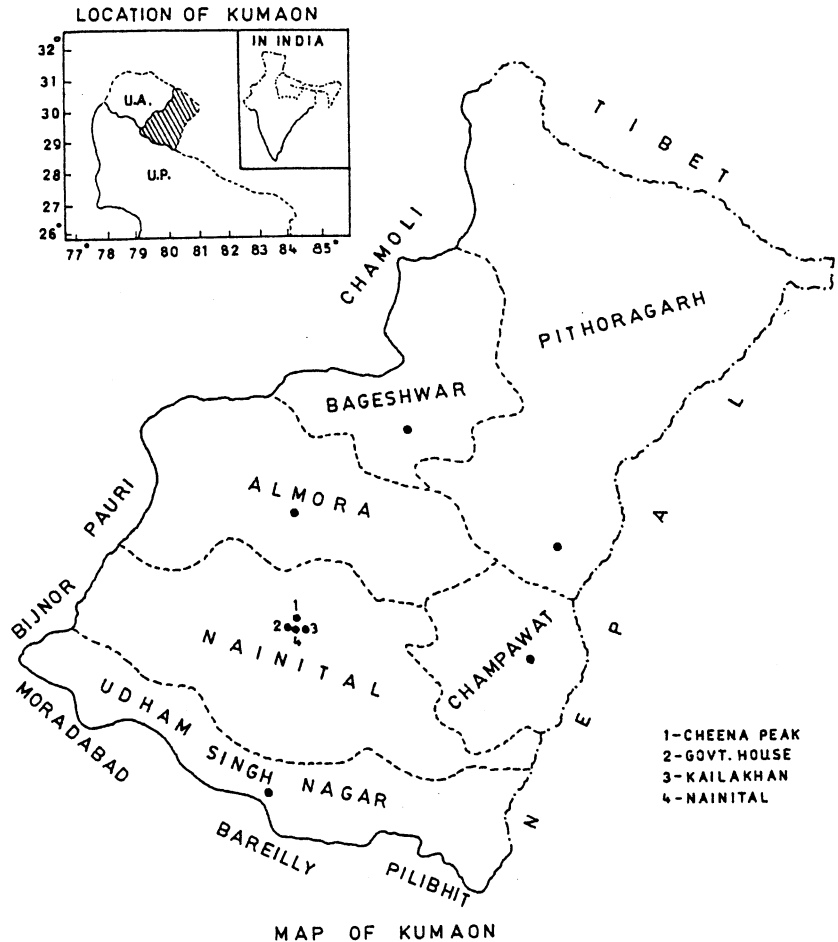 LOCATION OF KUMAON
IN INDIA
32°
31
30
29
28
27
26°
U.A.
U.P.
77° 78 79 80 81 82 83 84 85°
TIBET
CHAMOLI
PITHORAGARH
BAGESHWAR
ALMORA
PAURI
BIJNOR
NEPAL
1
2 3
4
NAINITAL
CHAMPAWAT
UDHAM SINGH NAGAR
MORADABAD
BAREILLY
PILIBHIT
1-CHEENA PEAK
2-GOVT. HOUSE
3-KAILAKHAN
4-NAINITAL
MAP OF KUMAON